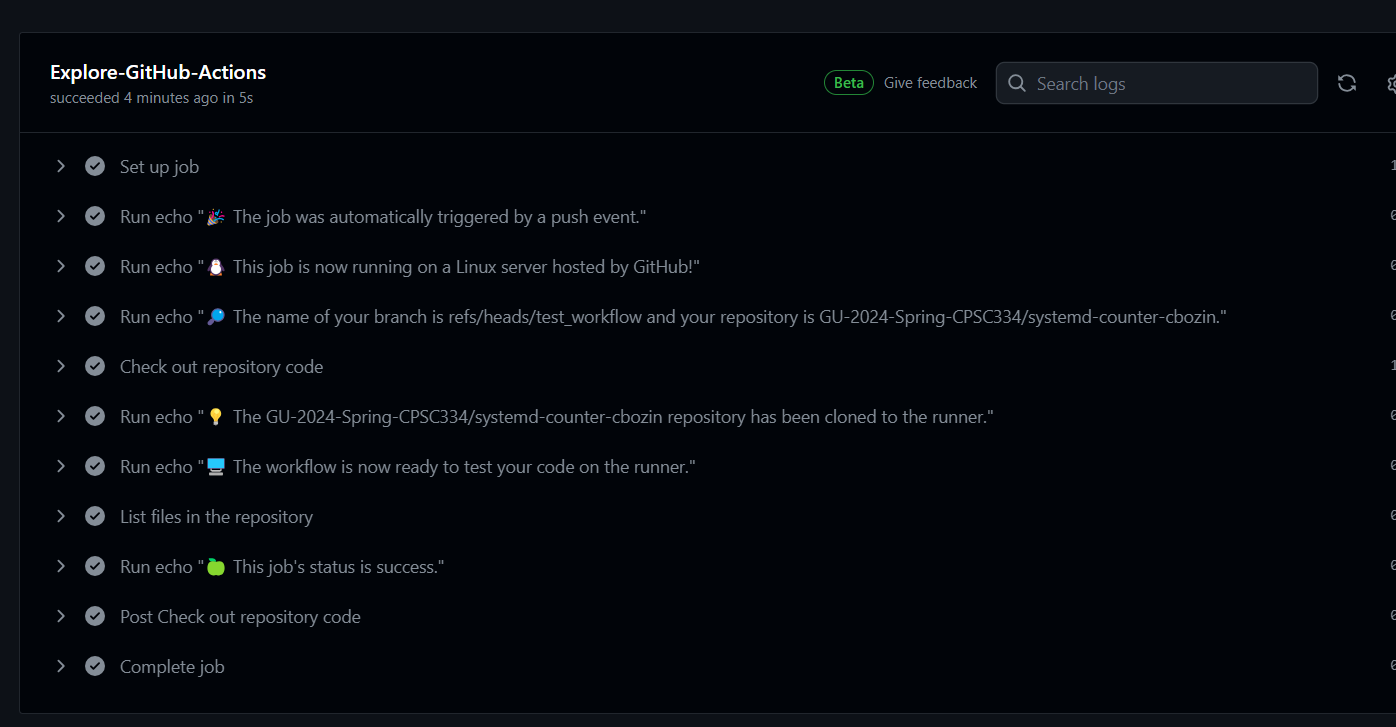 Explore-GitHub-Actions
succeeded 4 minutes ago in 5s
Beta Give feedback
Search logs
Set up job
Run echo "🎉 The job was automatically triggered by a push event."
Run echo "🐧 This job is now running on a Linux server hosted by GitHub!"
Run echo "🔎 The name of your branch is refs/heads/test_workflow and your repository is GU-2024-Spring-CPSC334/systemd-counter-cbozin."
Check out repository code
Run echo "💡 The GU-2024-Spring-CPSC334/systemd-counter-cbozin repository has been cloned to the runner."
Run echo "🖥️ The workflow is now ready to test your code on the runner."
List files in the repository
Run echo "🍏 This job's status is success."
Post Check out repository code
Complete job